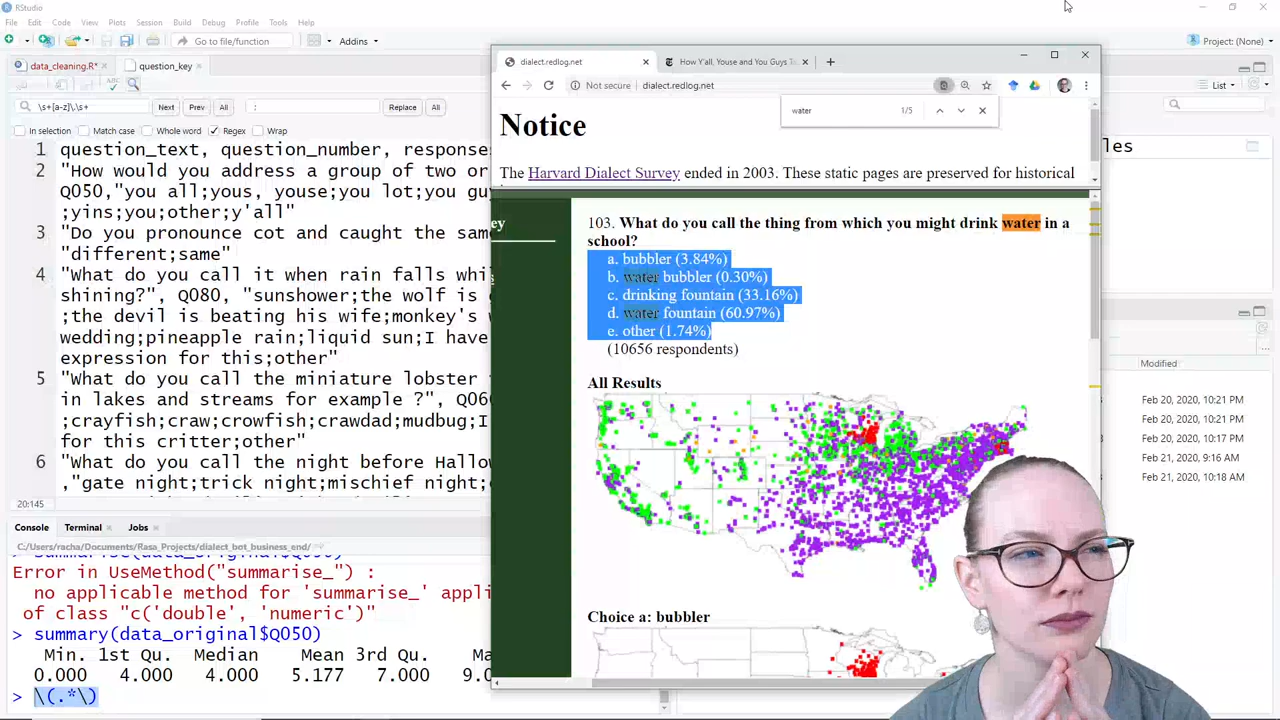 RStudio
File Edit Code View Plots Session Build Debug Profile Tools Help
Go to file/function
Addins
Project: (None)
data_cleaning.R*
question_key
\s+[a-z]\.\s+
Next Prev All
:
Replace All
In selection Match case Whole word Regex Wrap
List
1 question_text, question_number, responses
2 "How would you address a group of two or
Q050,"you all;yous, youse;you lot;you gu
;yins;you;other;y'all"
3 "Do you pronounce cot and caught the same
"different;same"
4 "What do you call it when rain falls whil
shining?", Q080, "sunshower;the wolf is g
;the devil is beating his wife;monkey's w
wedding;pineapple rain;liquid sun;I have
expression for this;other"
5 "What do you call the miniature lobster t
in lakes and streams for example ?", Q060
;crayfish;craw;crowfish;crawdad;mudbug;I
for this critter;other"
6 "What do you call the night before Hallow
,"gate night;trick night;mischief night;c
20:145
Console Terminal Jobs
C:/Users/racha/Documents/Rasa_Projects/dialect_bot_business_end/
> summarise(data_original$Q050)
Error in UseMethod("summarise_") :
no applicable method for 'summarise_' appli
of class "c('double', 'numeric')"
> summary(data_original$Q050)
Min. 1st Qu. Median Mean 3rd Qu. Ma
0.000 4.000 4.000 5.177 7.000 9.0
> \(.*\)
dialect.redlog.net
How Y'all, Youse and You Guys T
Not secure dialect.redlog.net
water 1/5
Notice
The Harvard Dialect Survey ended in 2003. These static pages are preserved for historical
ey
s
103. What do you call the thing from which you might drink water in a
school?
a. bubbler (3.84%)
b. water bubbler (0.30%)
c. drinking fountain (33.16%)
d. water fountain (60.97%)
e. other (1.74%)
(10656 respondents)
All Results
Choice a: bubbler
les
Modified
Feb 20, 2020, 10:21 PM
Feb 20, 2020, 10:21 PM
Feb 20, 2020, 10:17 PM
Feb 21, 2020, 9:16 AM
Feb 21, 2020, 10:18 AM